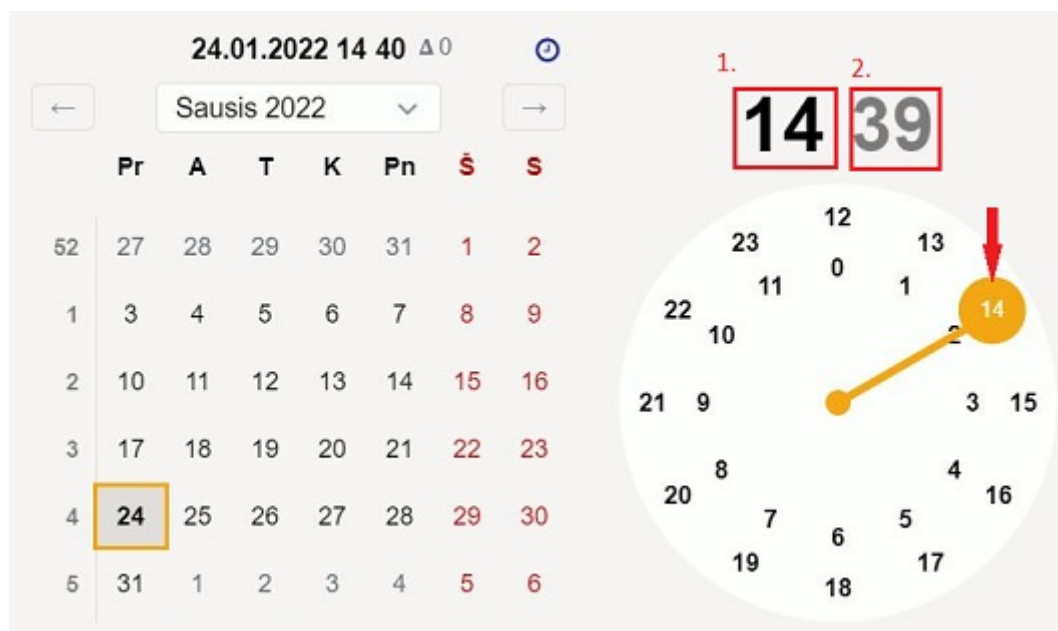 24.01.2022 14 40 Δ 0
← Sausis 2022 →
Pr A T K Pn Š S
52 27 28 29 30 31 1 2
1 3 4 5 6 7 8 9
2 10 11 12 13 14 15 16
3 17 18 19 20 21 22 23
4 24 25 26 27 28 29 30
5 31 1 2 3 4 5 6
1. 2.
14 39
12
23 13
0
11 1
22 14
10 2
21 9 3 15
8 4
20 16
7 5
6
19 17
18